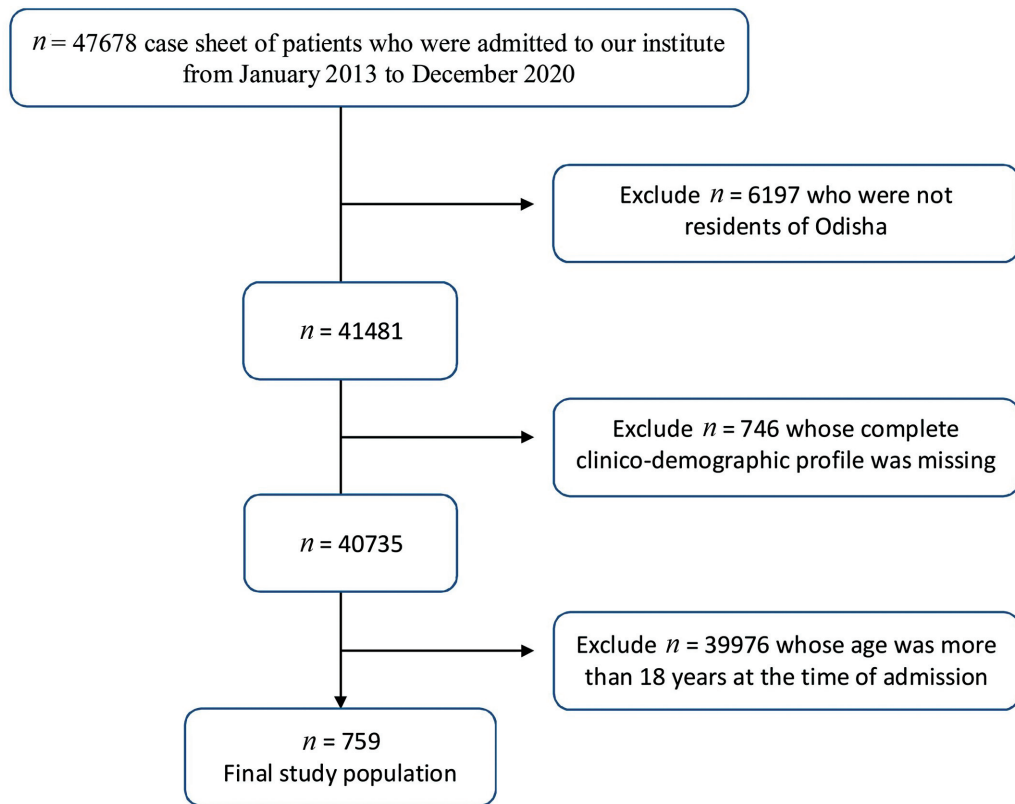 n = 47678 case sheet of patients who were admitted to our institute
from January 2013 to December 2020
Exclude n = 6197 who were not
residents of Odisha
n = 41481
Exclude n = 746 whose complete
clinico-demographic profile was missing
n = 40735
Exclude n = 39976 whose age was more
than 18 years at the time of admission
n = 759
Final study population